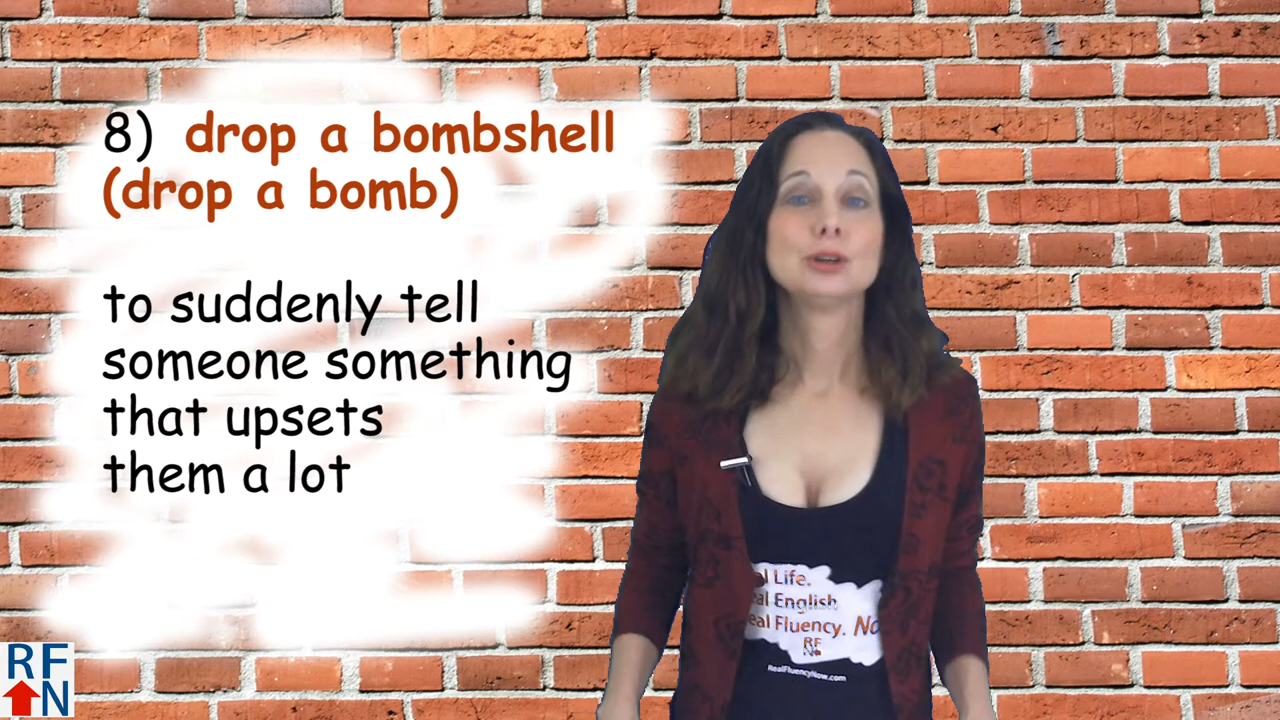 8) drop a bombshell
(drop a bomb)
to suddenly tell
someone something
that upsets
them a lot
Life.
English
Fluency.
RF
N
RealFluencyNow.com
RF
N